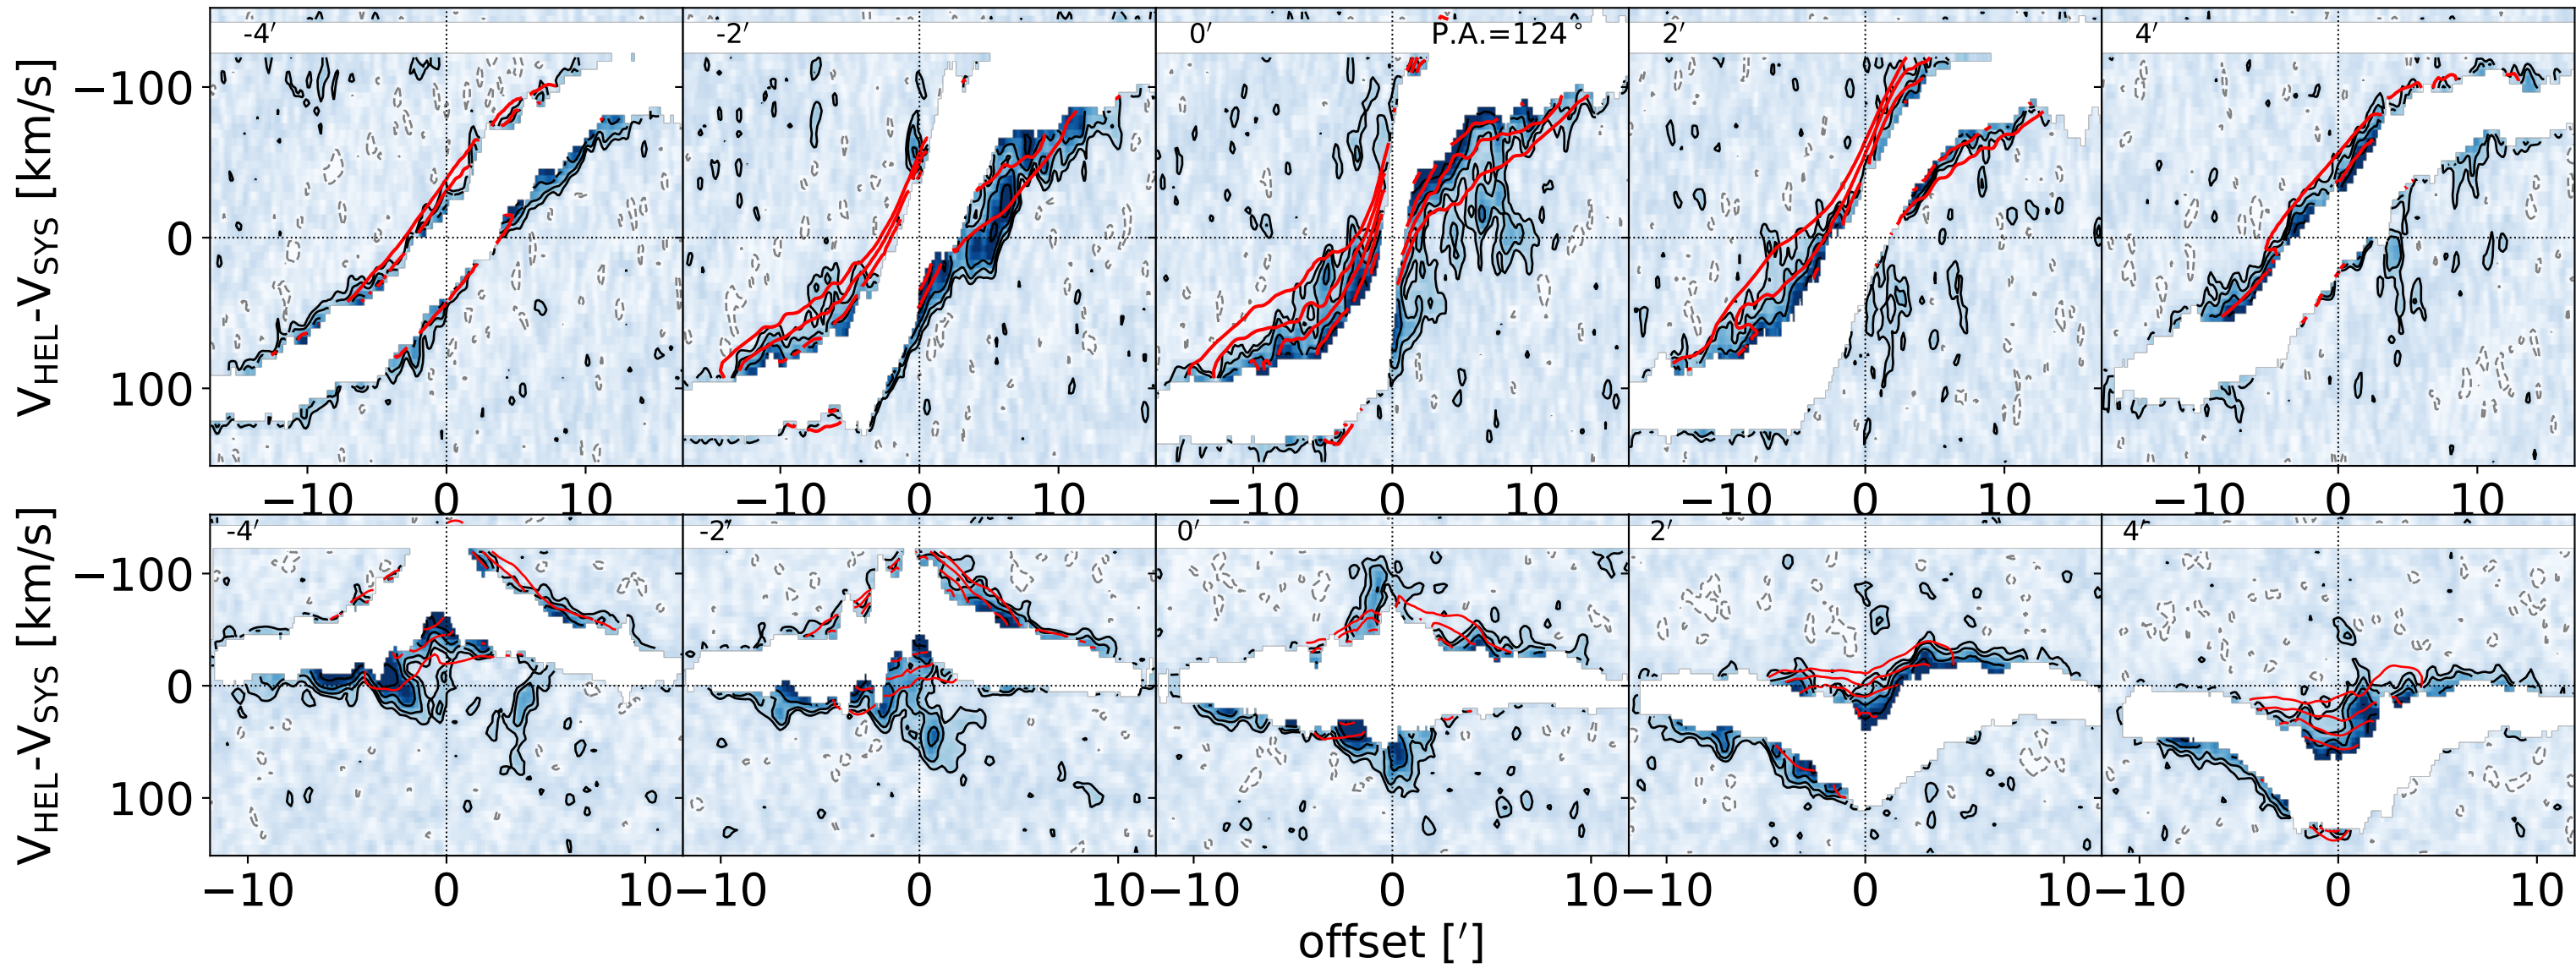 -4′ -2′ 0′ P.A.=124° 2′ 4′
V_HEL-V_SYS [km/s]
−100
0
100
−10 0 10 −10 0 10 −10 0 10 −10 0 10 −10 0 10
-4′ -2′ 0′ 2′ 4′
V_HEL-V_SYS [km/s]
−100
0
100
−10 0 10 −10 0 10 −10 0 10 −10 0 10 −10 0 10
offset [′]